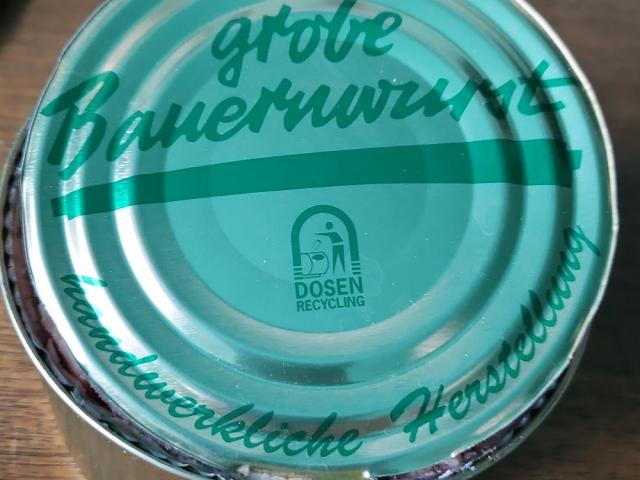 grobe
Bauernwurst
DOSEN
RECYCLING
handwerkliche Herstellung